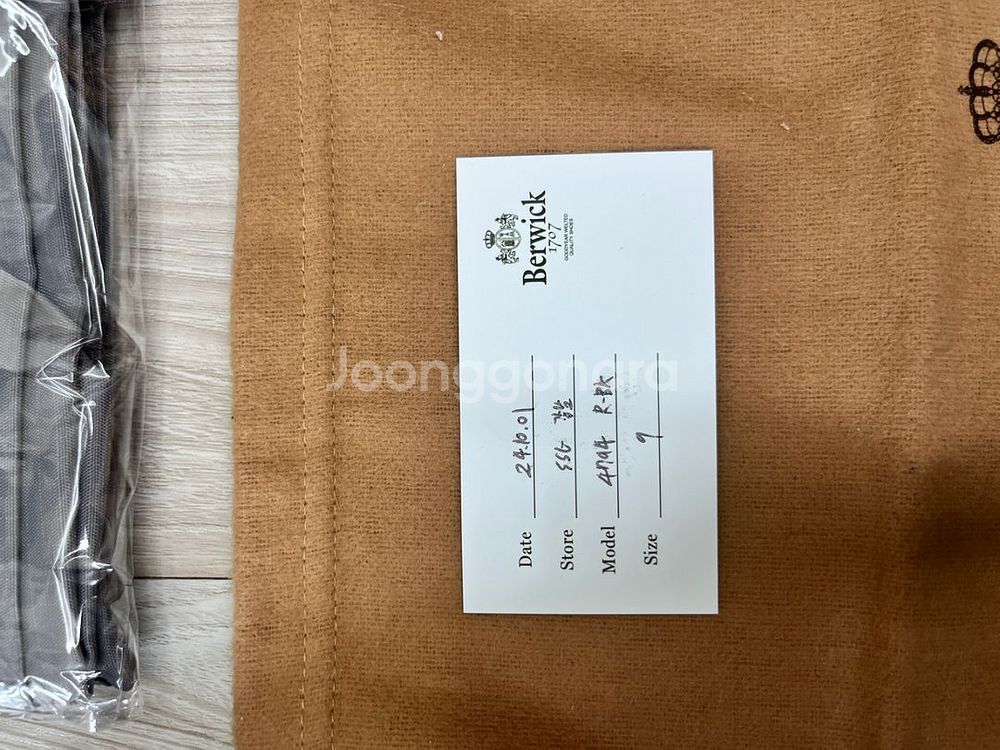 Berwick
1707
GOODYEAR WELTED
QUALITY SHOES
Date 24.10.01
Store SSG 강남
Model 4794 R-BK
Size 9
Joonggonara